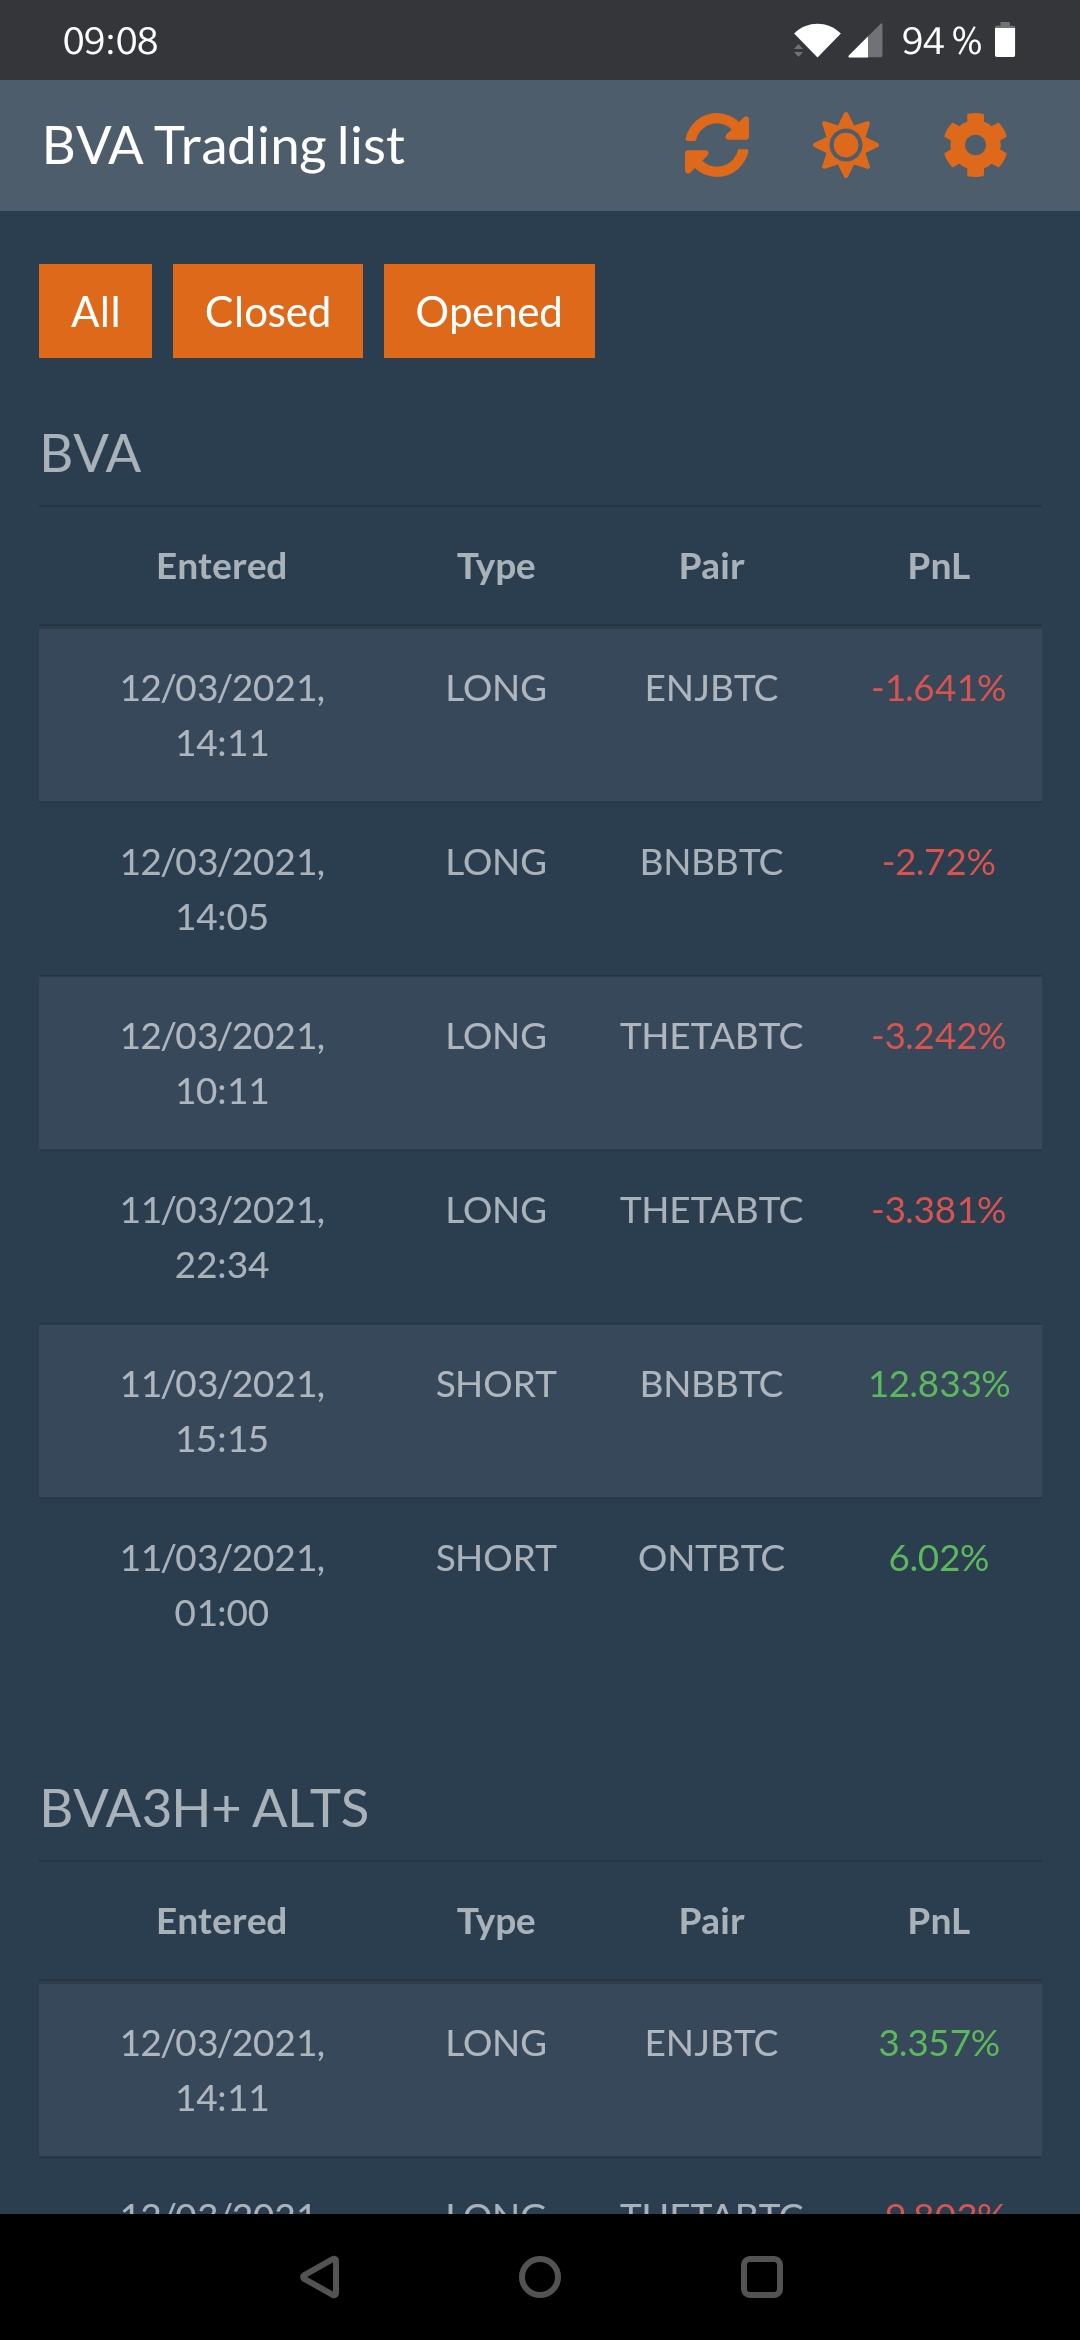 09:08 94 %
BVA Trading list
All Closed Opened
BVA
Entered Type Pair PnL
12/03/2021, LONG ENJBTC -1.641%
14:11
12/03/2021, LONG BNBBTC -2.72%
14:05
12/03/2021, LONG THETABTC -3.242%
10:11
11/03/2021, LONG THETABTC -3.381%
22:34
11/03/2021, SHORT BNBBTC 12.833%
15:15
11/03/2021, SHORT ONTBTC 6.02%
01:00
BVA3H+ ALTS
Entered Type Pair PnL
12/03/2021, LONG ENJBTC 3.357%
14:11
12/03/2021, LONG THETABTC